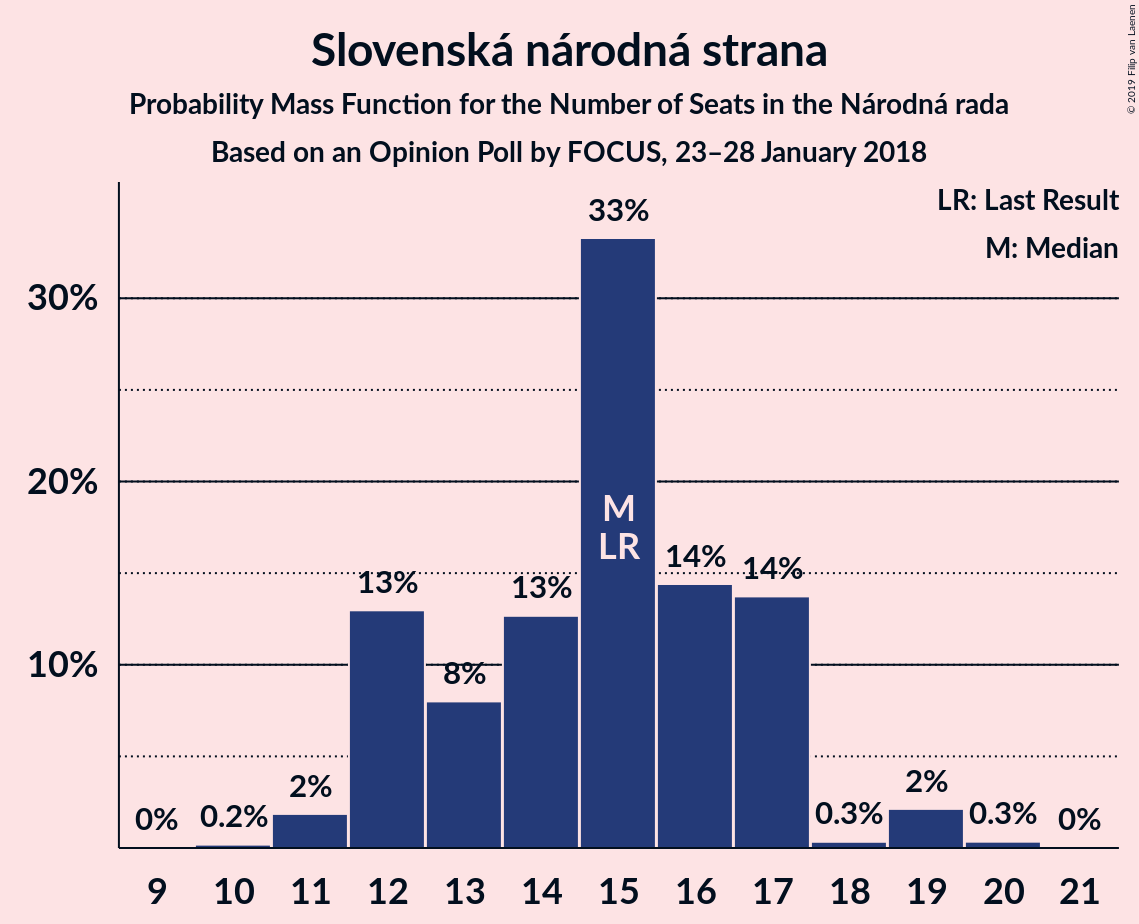 Slovenská národná strana
Probability Mass Function for the Number of Seats in the Národná rada
Based on an Opinion Poll by FOCUS, 23–28 January 2018
© 2019 Filip van Laenen
LR: Last Result
M: Median
30%
20%
10%
0%
0.2%
2%
13%
8%
13%
33%
14%
14%
0.3%
2%
0.3%
0%
M
LR
9 10 11 12 13 14 15 16 17 18 19 20 21